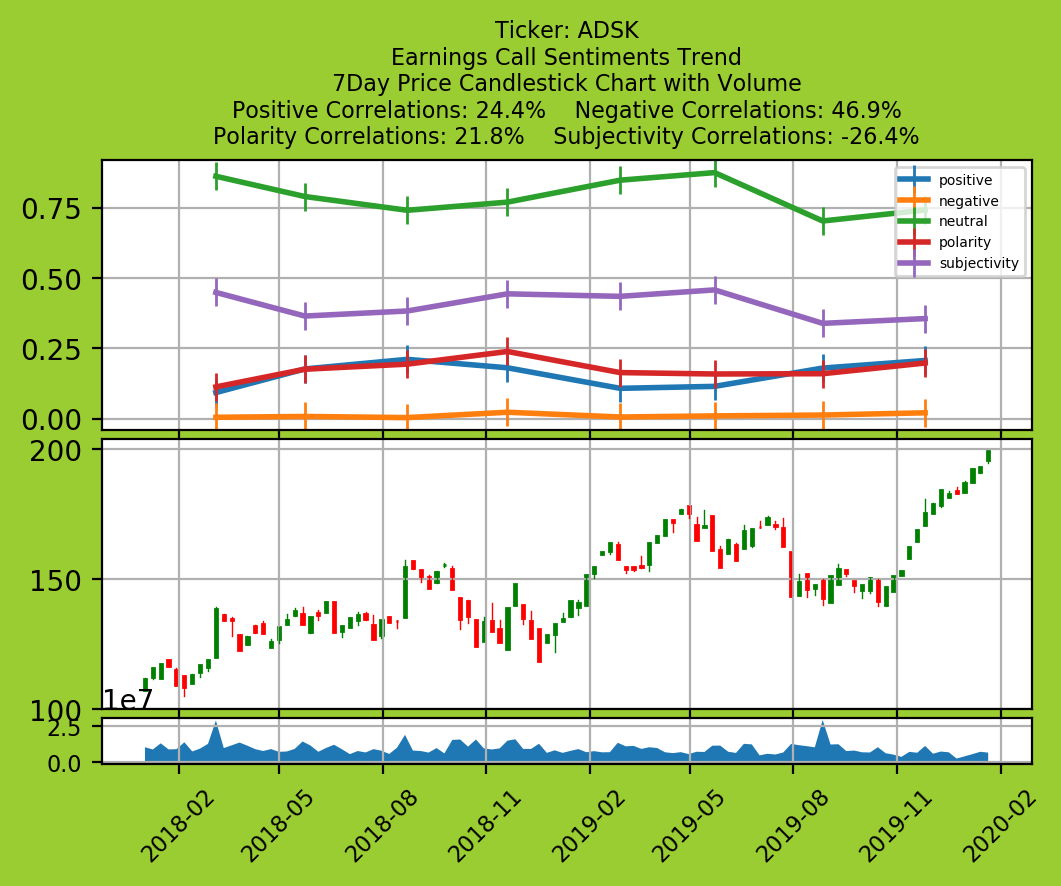 Ticker: ADSK
Earnings Call Sentiments Trend
7Day Price Candlestick Chart with Volume
Positive Correlations: 24.4%    Negative Correlations: 46.9%
Polarity Correlations: 21.8%    Subjectivity Correlations: -26.4%
positive
negative
neutral
polarity
subjectivity
0.75
0.50
0.25
0.00
200
150
100
1e7
2.5
0.0
2018-02
2018-05
2018-08
2018-11
2019-02
2019-05
2019-08
2019-11
2020-02